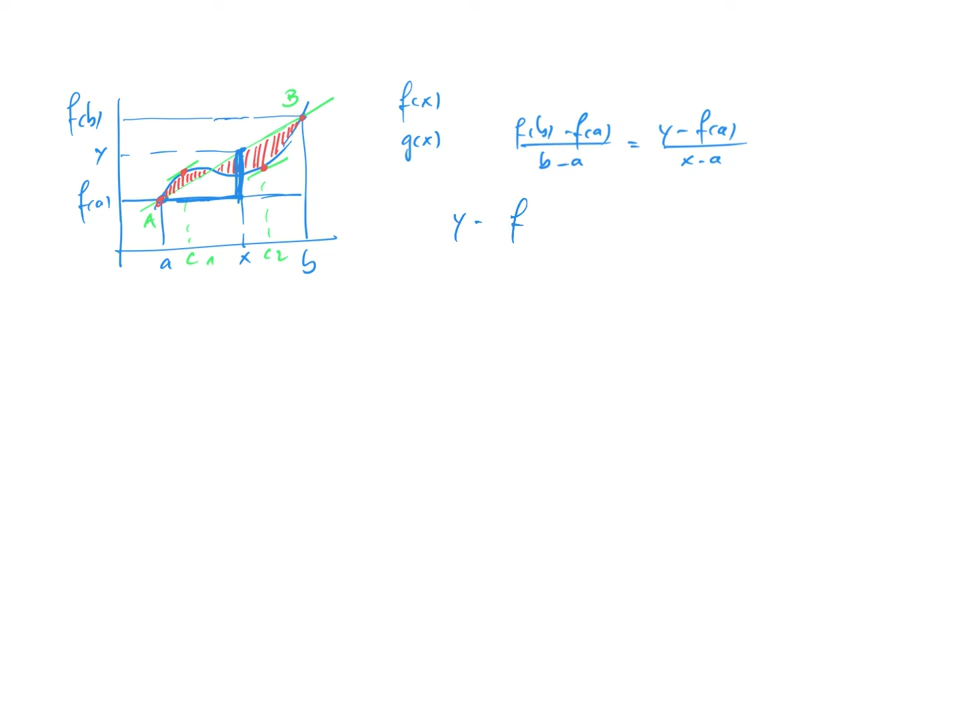 B
f(b)
f(x)
f(b) - f(a) / b - a = y - f(a) / x - a
g(x)
y
f(a)
A
y - f
a c1 x c2 b